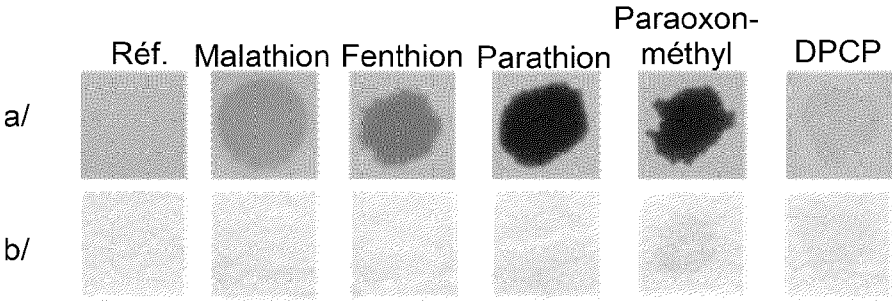 Réf. Malathion Fenthion Parathion Paraoxon-
méthyl DPCP
a/
b/